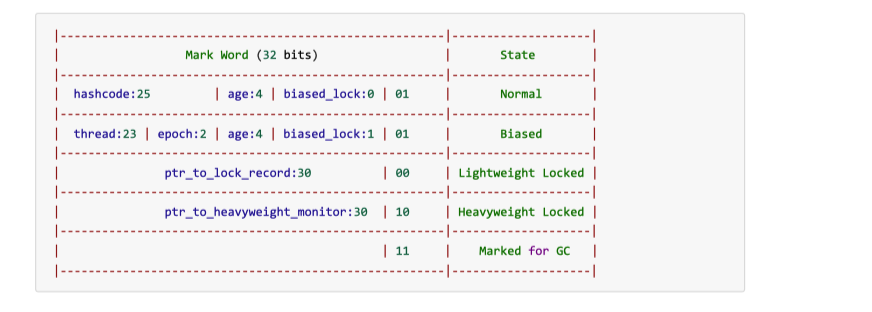 |-------------------------------------------------------|--------------------|
| Mark Word (32 bits) | State |
|-------------------------------------------------------|--------------------|
| hashcode:25 | age:4 | biased_lock:0 | 01 | Normal |
|-------------------------------------------------------|--------------------|
| thread:23 | epoch:2 | age:4 | biased_lock:1 | 01 | Biased |
|-------------------------------------------------------|--------------------|
| ptr_to_lock_record:30 | 00 | Lightweight Locked |
|-------------------------------------------------------|--------------------|
| ptr_to_heavyweight_monitor:30 | 10 | Heavyweight Locked |
|-------------------------------------------------------|--------------------|
| | 11 | Marked for GC |
|-------------------------------------------------------|--------------------|